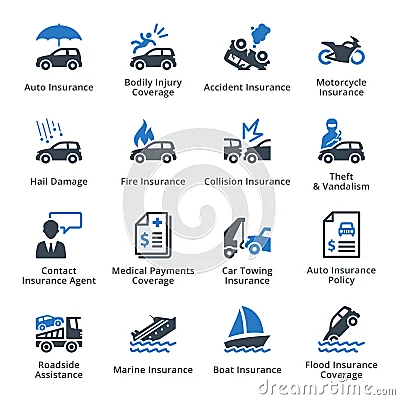 Auto Insurance
Bodily Injury
Coverage
Accident Insurance
Motorcycle
Insurance
Hail Damage
Fire Insurance
Collision Insurance
Theft
& Vandalism
Contact
Insurance Agent
Medical Payments
Coverage
Car Towing
Insurance
Auto Insurance
Policy
Roadside
Assistance
Marine Insurance
Boat Insurance
Flood Insurance
Coverage
dreamstime.com